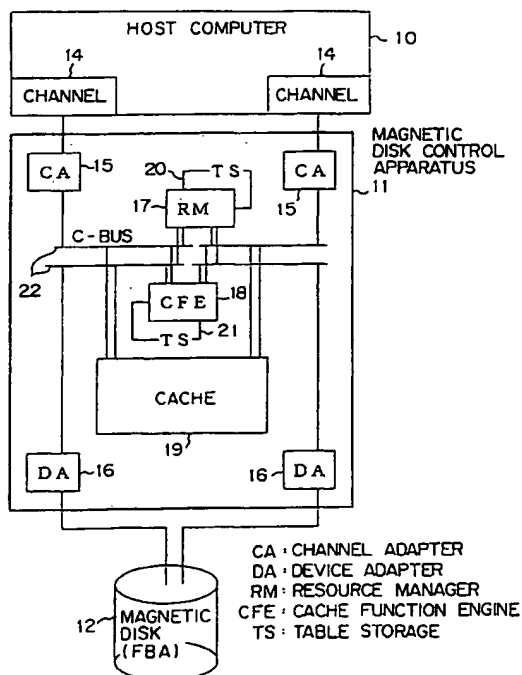 HOST COMPUTER
10
14
14
CHANNEL
CHANNEL
MAGNETIC
DISK CONTROL
APPARATUS
11
CA
15
CA
15
20
TS
17
RM
C-BUS
22
CFE
18
TS
21
CACHE
19
DA
16
DA
16
12
MAGNETIC
DISK
(FBA)
CA : CHANNEL ADAPTER
DA : DEVICE ADAPTER
RM : RESOURCE MANAGER
CFE : CACHE FUNCTION ENGINE
TS : TABLE STORAGE